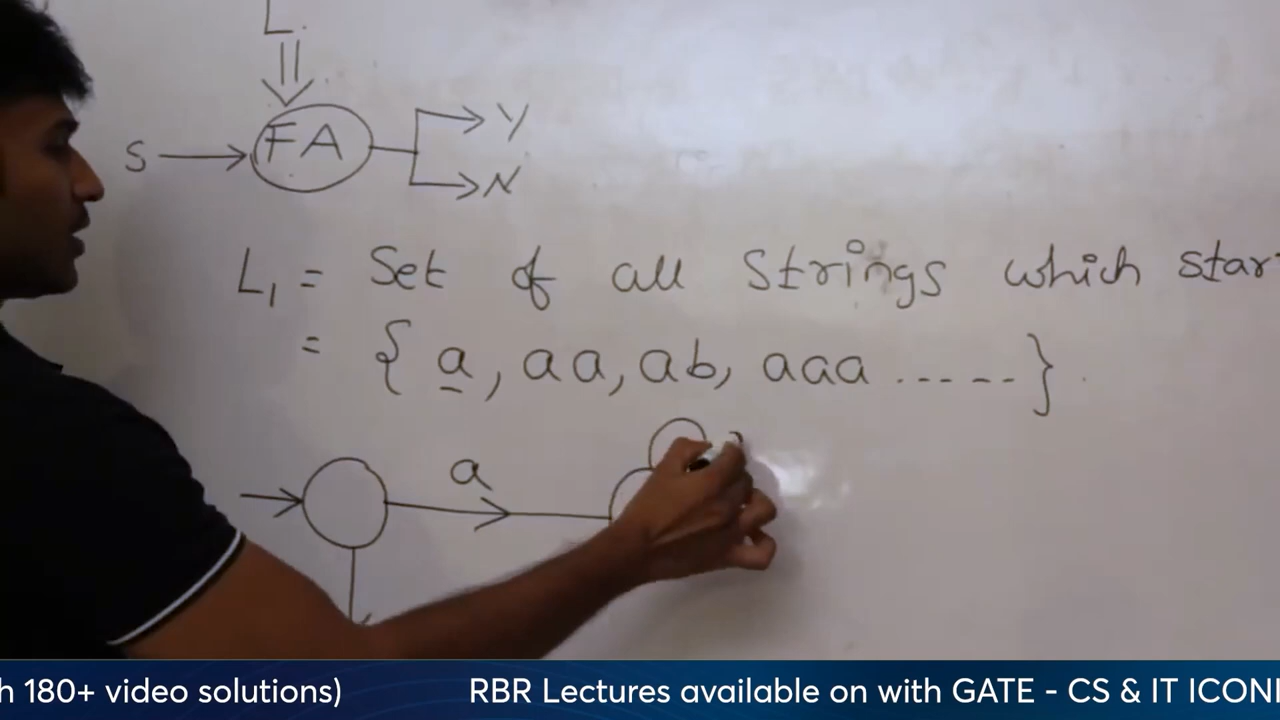 L
S FA Y
N
L1 = Set of all Strings which star
= { a, aa, ab, aaa ...... }
a
h 180+ video solutions) RBR Lectures available on with GATE - CS & IT ICONI